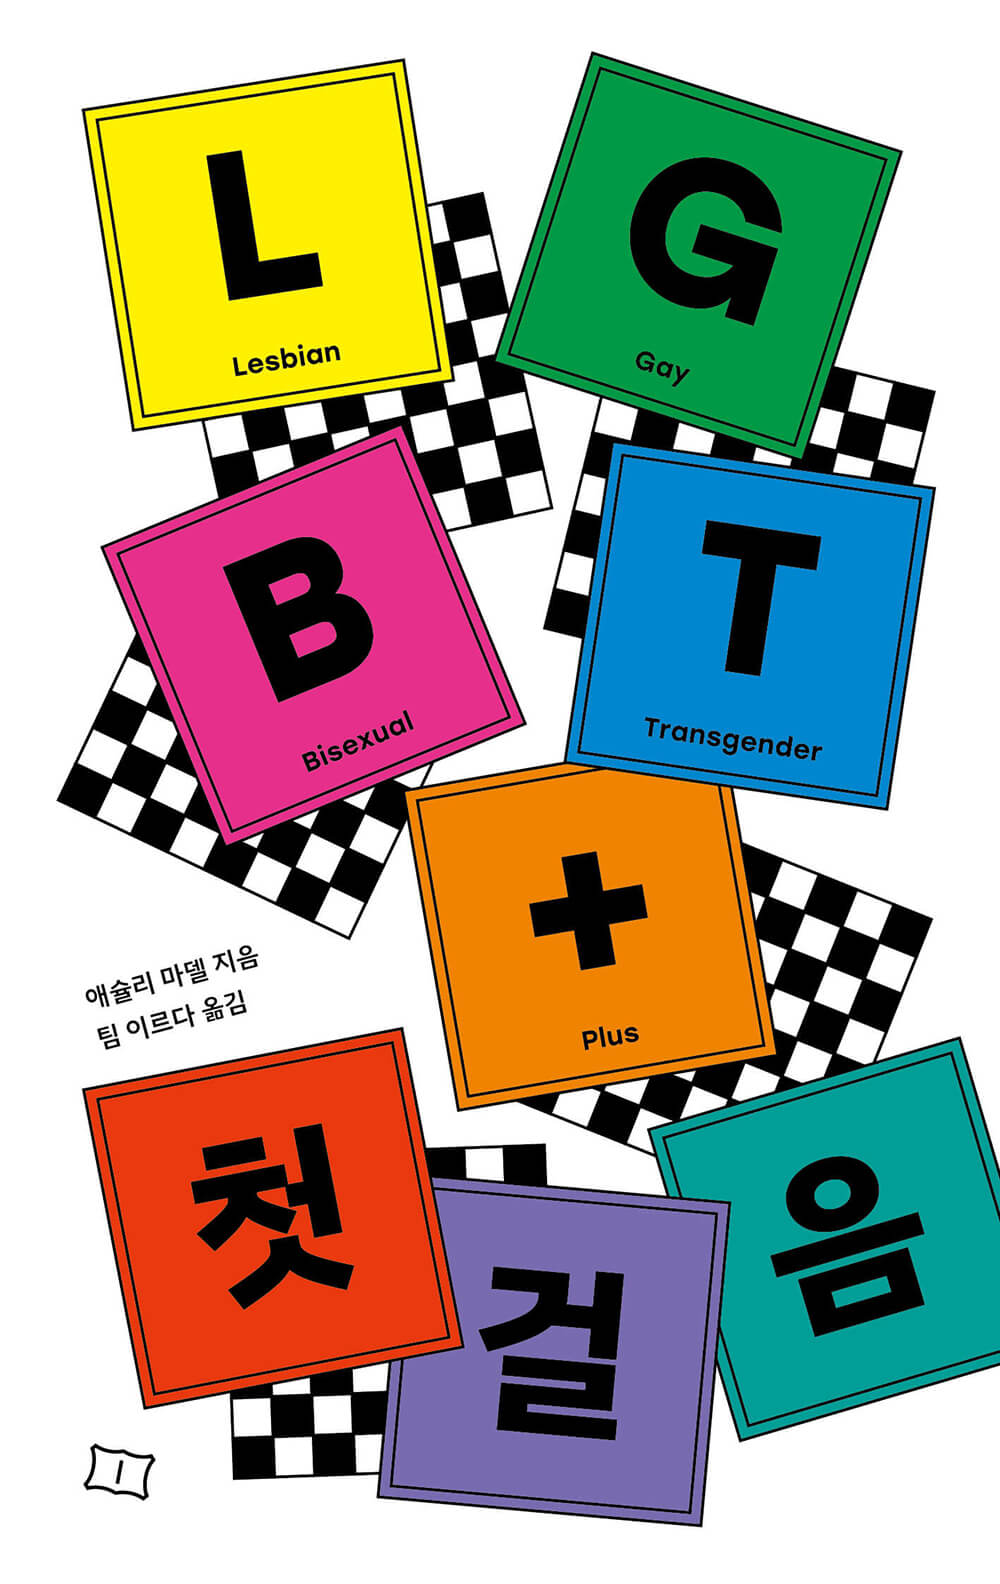 L
Lesbian
G
Gay
B
Bisexual
T
Transgender
+
Plus
애슐리 마델 지음
팀 이르다 옮김
첫
걸
음